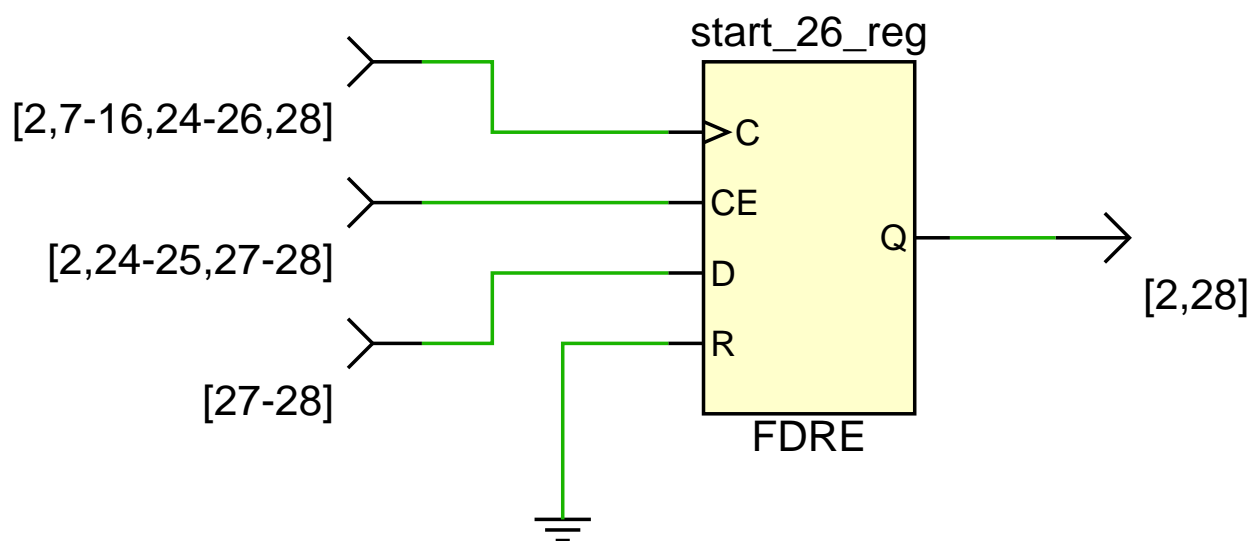 start_26_reg
[2,7-16,24-26,28]
C
CE
[2,24-25,27-28]
Q
D
[2,28]
R
[27-28]
FDRE